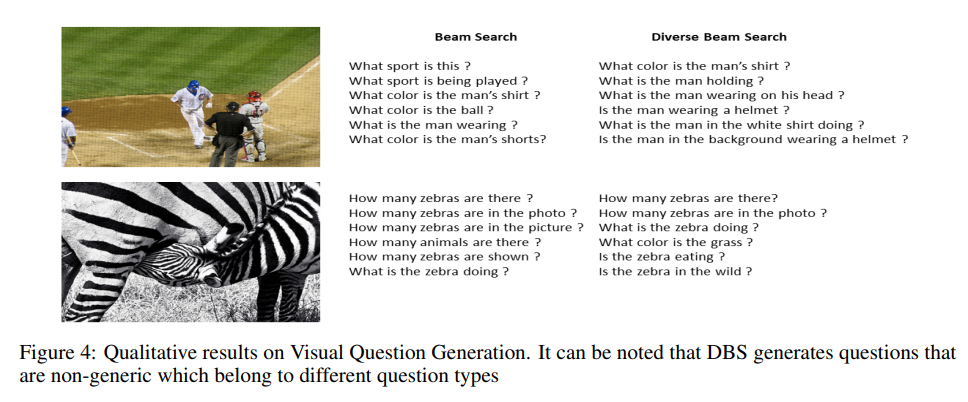 Beam Search
What sport is this ?
What sport is being played ?
What color is the man's shirt ?
What color is the ball ?
What is the man wearing ?
What color is the man's shorts?
Diverse Beam Search
What color is the man's shirt ?
What is the man holding ?
What is the man wearing on his head ?
Is the man wearing a helmet ?
What is the man in the white shirt doing ?
Is the man in the background wearing a helmet ?
How many zebras are there ?
How many zebras are in the photo ?
How many zebras are in the picture ?
How many animals are there ?
How many zebras are shown ?
What is the zebra doing ?
How many zebras are there?
How many zebras are in the photo ?
What is the zebra doing ?
What color is the grass ?
Is the zebra eating ?
Is the zebra in the wild ?
Figure 4: Qualitative results on Visual Question Generation. It can be noted that DBS generates questions that
are non-generic which belong to different question types